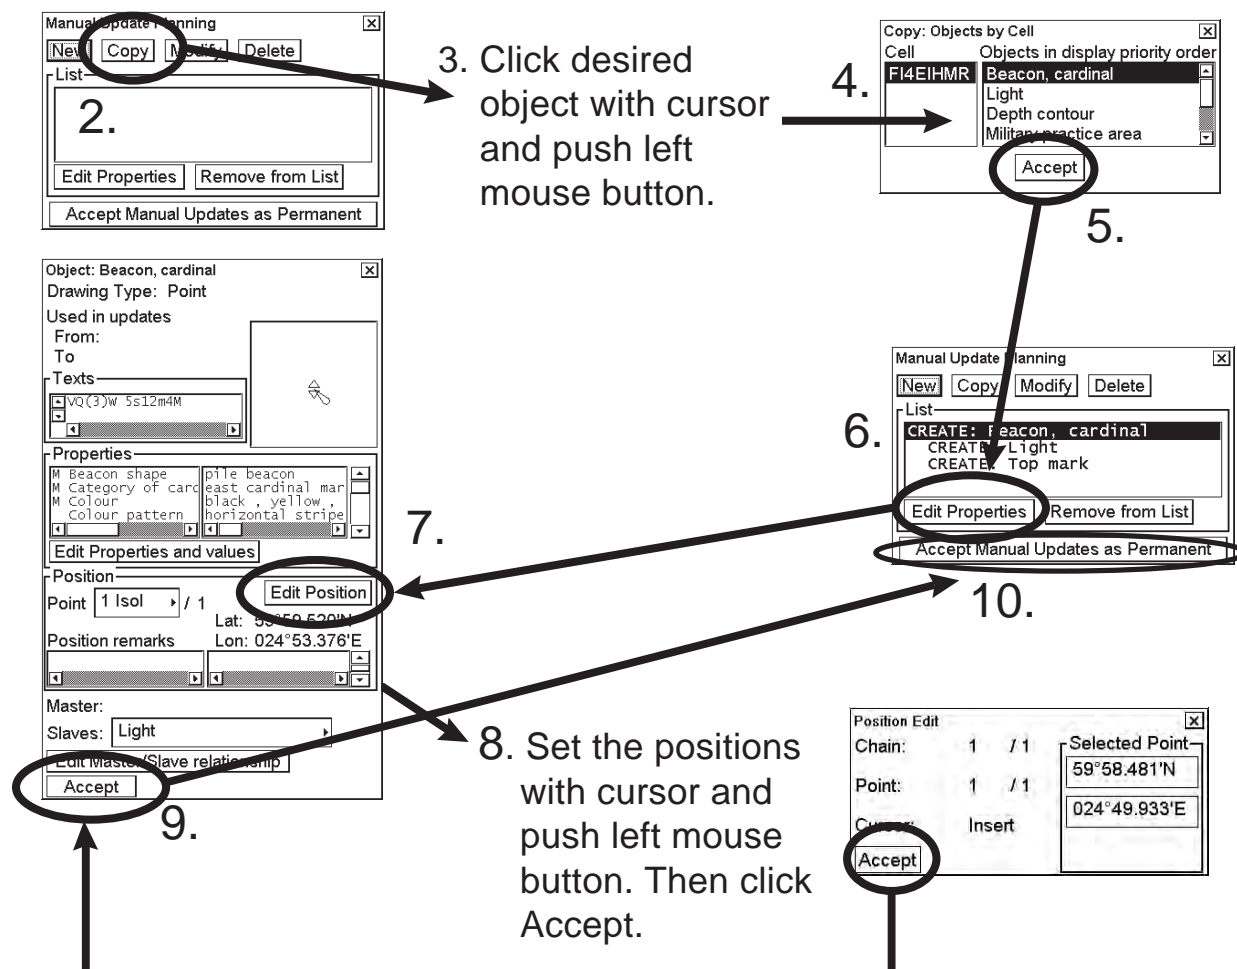 Manual Update Planning
New Copy Modify Delete
List
2.
Edit Properties Remove from List
Accept Manual Updates as Permanent
3. Click desired
object with cursor
and push left
mouse button.
4.
Copy: Objects by Cell
Cell Objects in display priority order
FI4EIHMR Beacon, cardinal
Light
Depth contour
Military practice area
Accept
5.
Object: Beacon, cardinal
Drawing Type: Point
Used in updates
From:
To
Texts
VQ(3)W 5s12m4M
Properties
M Beacon shape pile beacon
M Category of card east cardinal mar
M Colour black , yellow ,
Colour pattern horizontal stripe
Edit Properties and values
Position
Edit Position
Point 1 Isol / 1
Lat: 59°59.620'N
Position remarks Lon: 024°53.376'E
Master:
Slaves: Light
Edit Master/Slave relationship
Accept
9.
7.
6.
Manual Update Planning
New Copy Modify Delete
List
CREATE: Beacon, cardinal
CREATE: Light
CREATE: Top mark
Edit Properties Remove from List
Accept Manual Updates as Permanent
10.
8. Set the positions
with cursor and
push left mouse
button. Then click
Accept.
Position Edit
Chain: 1 / 1
Selected Point
59°58.481'N
Point: 1 / 1
024°49.933'E
Cursor: Insert
Accept